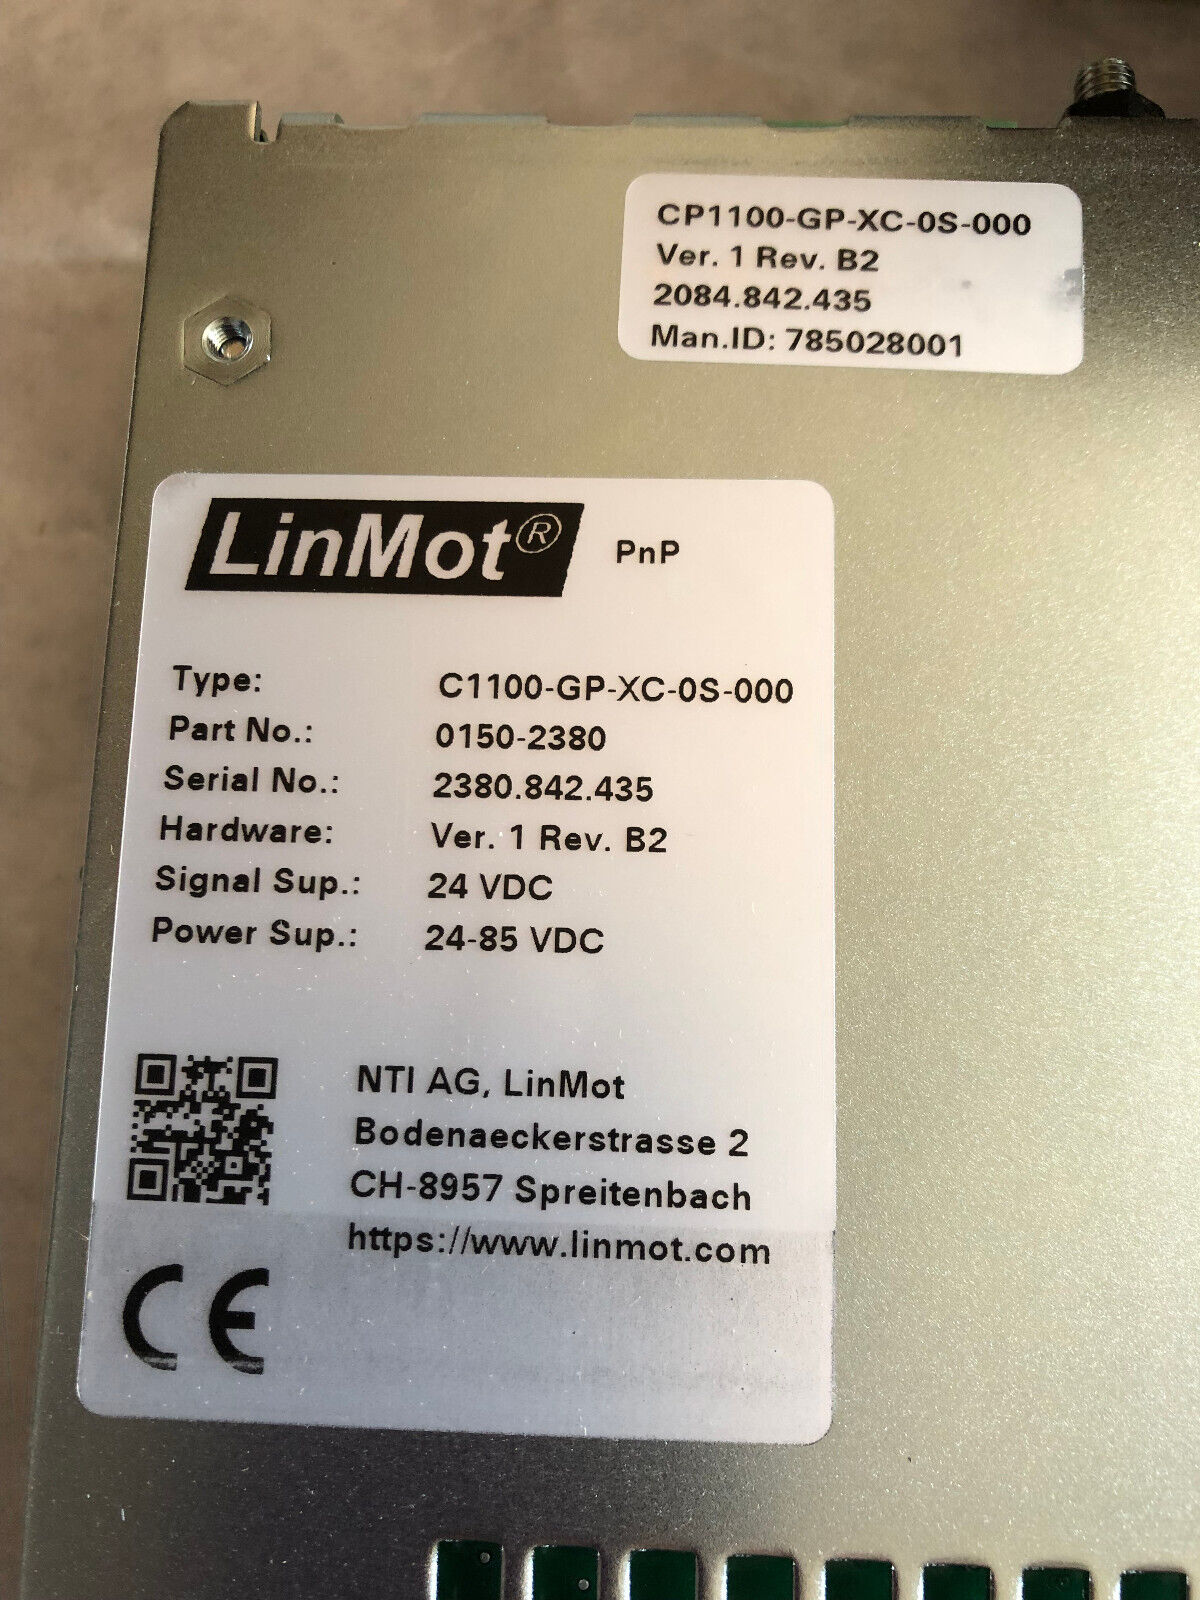 CP1100-GP-XC-0S-000
Ver. 1 Rev. B2
2084.842.435
Man.ID: 785028001
LinMot® PnP
Type: C1100-GP-XC-0S-000
Part No.: 0150-2380
Serial No.: 2380.842.435
Hardware: Ver. 1 Rev. B2
Signal Sup.: 24 VDC
Power Sup.: 24-85 VDC
NTI AG, LinMot
Bodenaeckerstrasse 2
CH-8957 Spreitenbach
https://www.linmot.com
CE